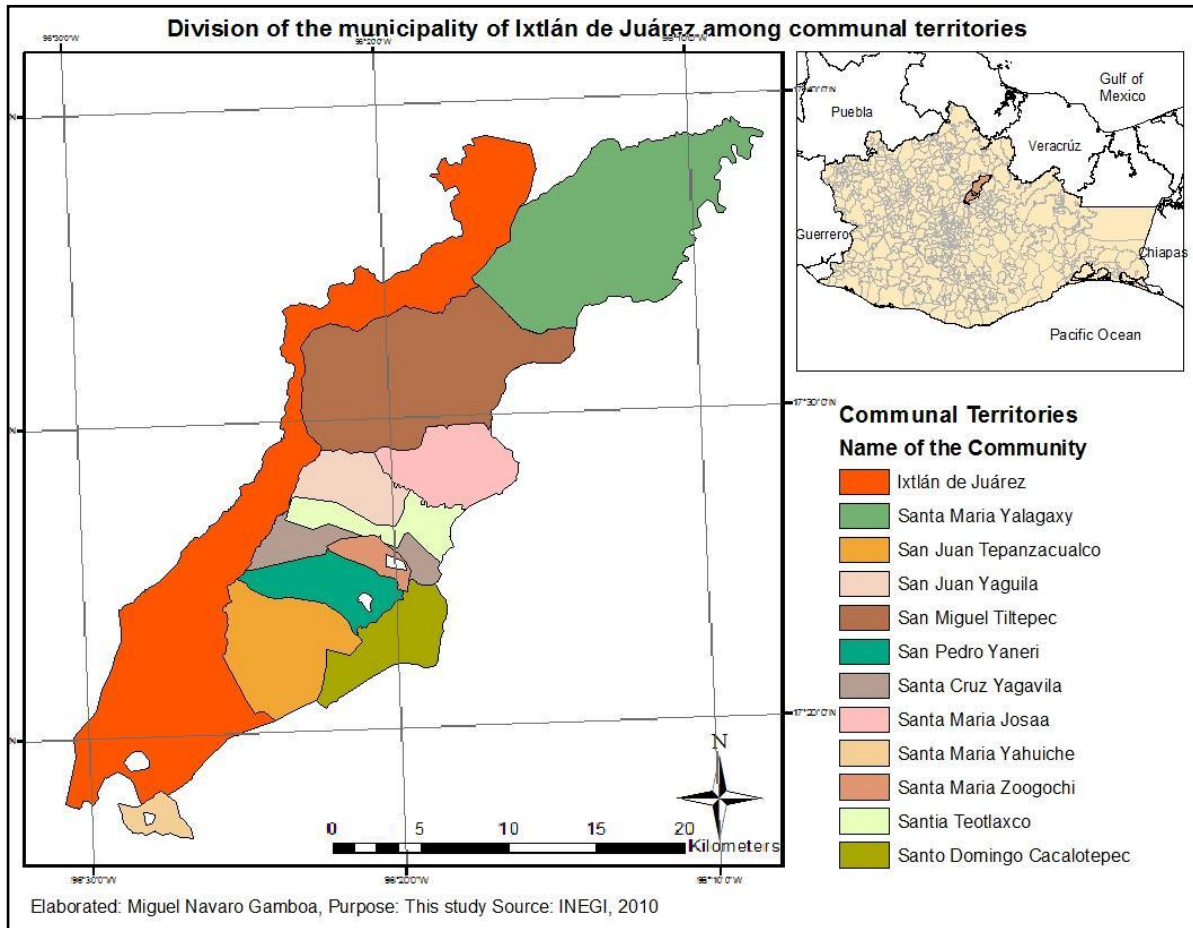 Division of the municipality of Ixtlán de Juárez among communal territories
96°30'0"W
96°20'0"W
96°10'0"W
17°40'0"N
17°30'0"N
17°20'0"N
Puebla
Gulf of
Mexico
Veracrúz
Guerrero
Chiapas
Pacific Ocean
Communal Territories
Name of the Community
Ixtlán de Juárez
Santa Maria Yalagaxy
San Juan Tepanzacualco
San Juan Yaguila
San Miguel Tiltepec
San Pedro Yaneri
Santa Cruz Yagavila
Santa Maria Josaa
Santa Maria Yahuiche
Santa Maria Zoogochi
Santia Teotlaxco
Santo Domingo Cacalotepec
N
0 5 10 15 20
Kilometers
96°30'0"W
96°20'0"W
96°10'0"W
Elaborated: Miguel Navaro Gamboa, Purpose: This study Source: INEGI, 2010